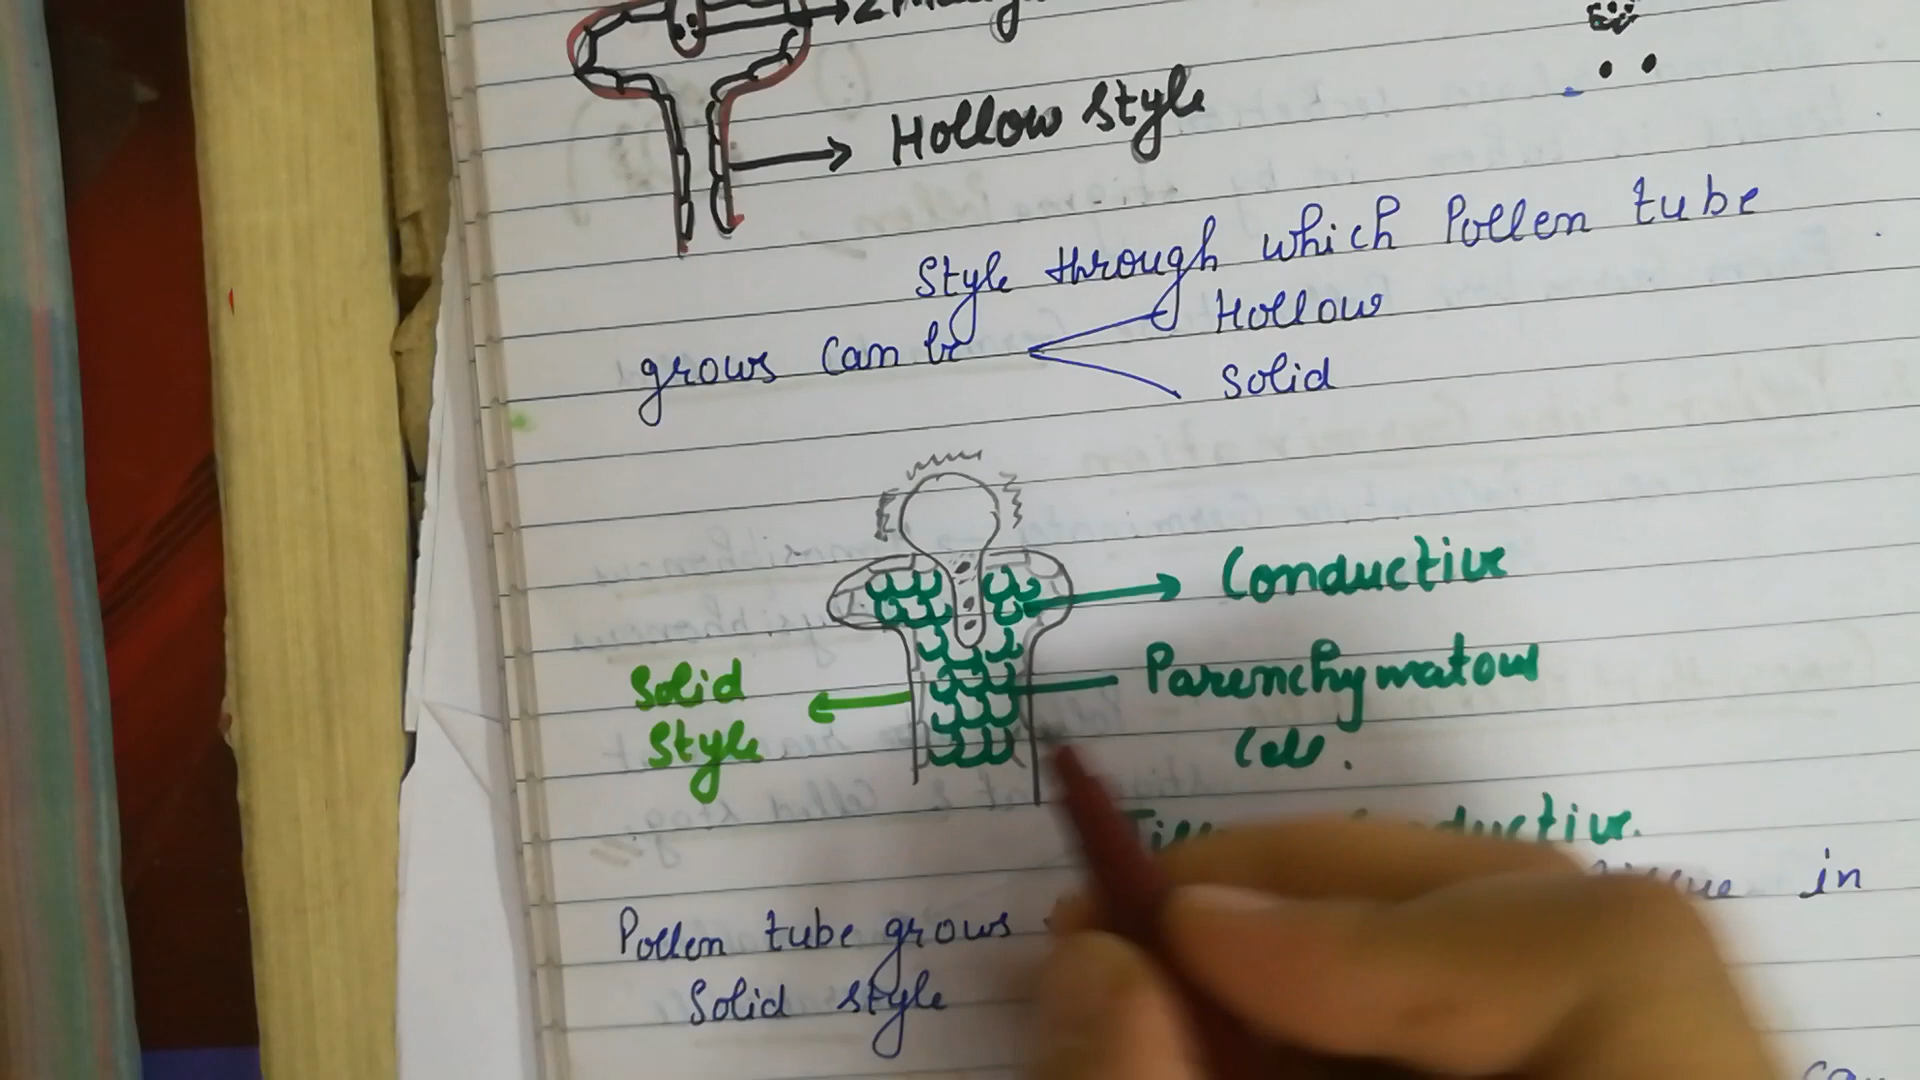 Hollow Style
Style through which Pollen tube
grows can be
Hollow
Solid
Conductive
Solid
Style
Parenchymatous
Pollen tube grows
tissue in
Solid style